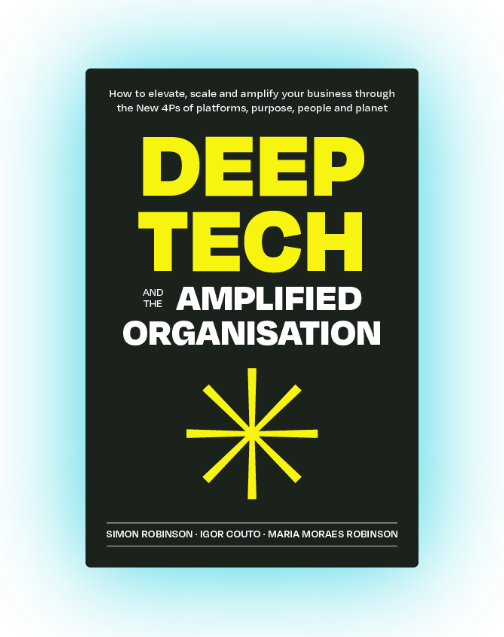 How to elevate, scale and amplify your business through
the New 4Ps of platforms, purpose, people and planet
DEEP
TECH
AND
THE
AMPLIFIED
ORGANISATION
SIMON ROBINSON · IGOR COUTO · MARIA MORAES ROBINSON